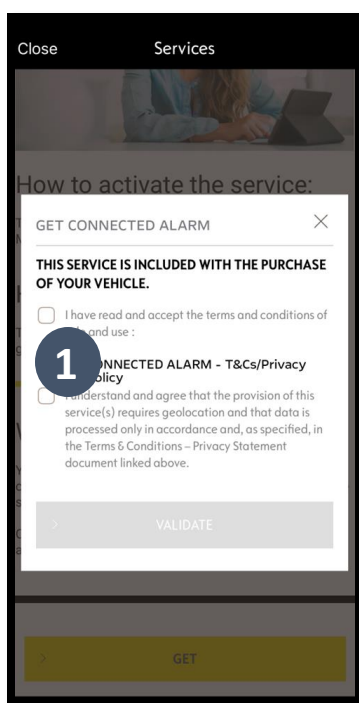 Close Services
How to activate the service:
GET CONNECTED ALARM
THIS SERVICE IS INCLUDED WITH THE PURCHASE
OF YOUR VEHICLE.
I have read and accept the terms and conditions of
and use :
1
CONNECTED ALARM - T&Cs/Privacy
Policy
I understand and agree that the provision of this
service(s) requires geolocation and that data is
processed only in accordance and, as specified, in
the Terms & Conditions – Privacy Statement
document linked above.
VALIDATE
GET